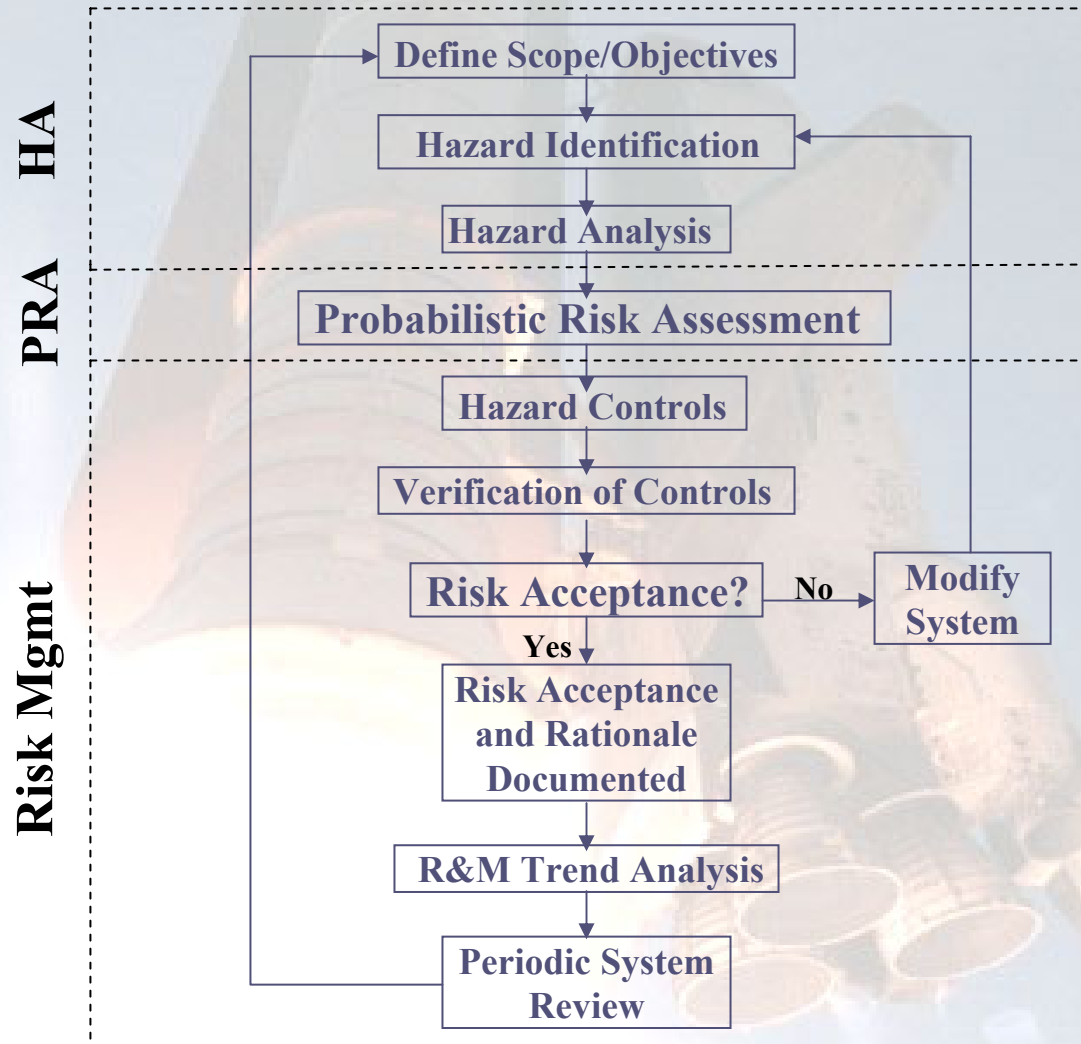 HA
Define Scope/Objectives
Hazard Identification
Hazard Analysis
PRA
Probabilistic Risk Assessment
Risk Mgmt
Hazard Controls
Verification of Controls
Risk Acceptance?
No
Modify
System
Yes
Risk Acceptance
and Rationale
Documented
R&M Trend Analysis
Periodic System
Review